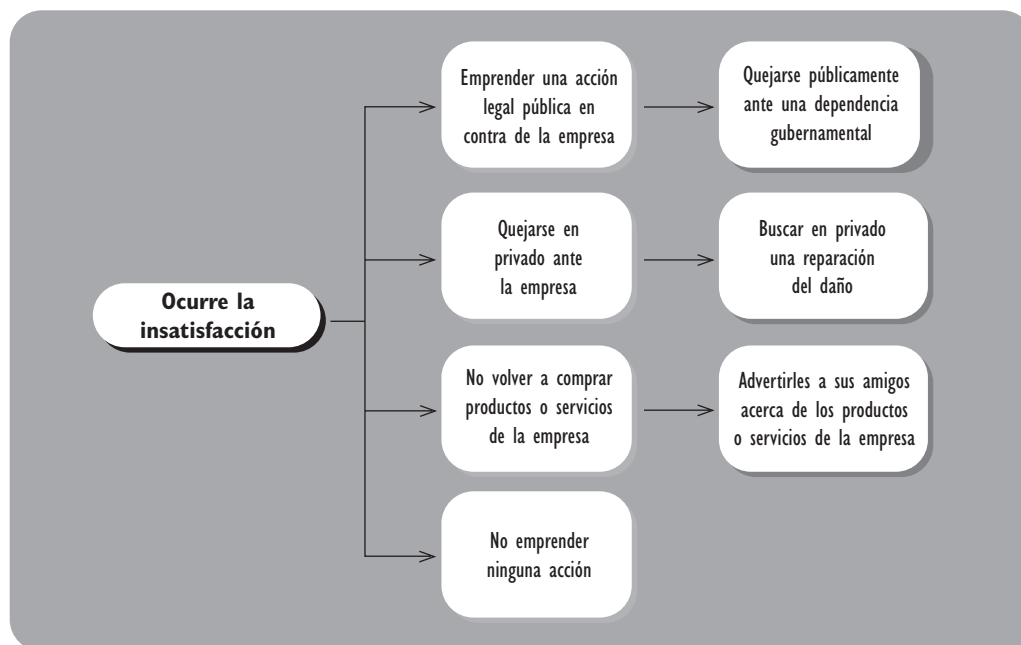 Emprender una acción
legal pública en
contra de la empresa
Quejarse públicamente
ante una dependencia
gubernamental
Quejarse en
privado ante
la empresa
Buscar en privado
una reparación
del daño
Ocurre la
insatisfacción
No volver a comprar
productos o servicios
de la empresa
Advertirles a sus amigos
acerca de los productos
o servicios de la empresa
No emprender
ninguna acción